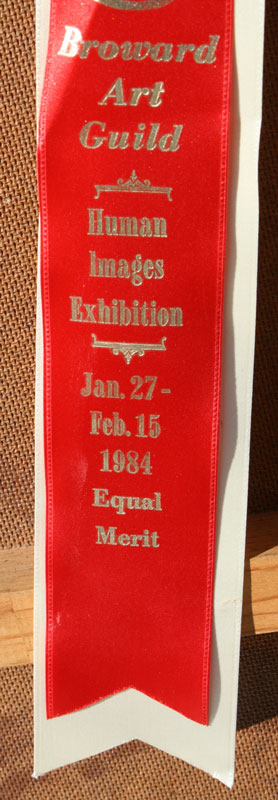 Broward
Art
Guild
Human
Images
Exhibition
Jan. 27 -
Feb. 15
1984
Equal
Merit